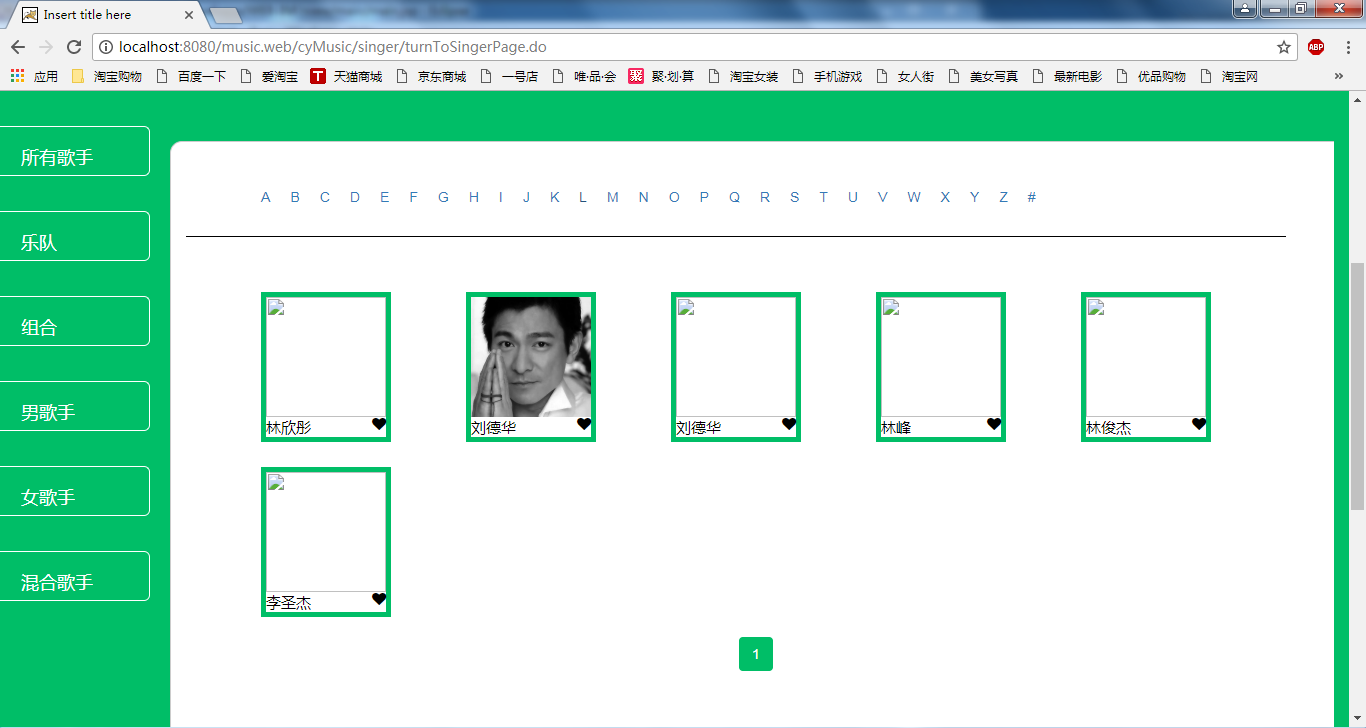 Insert title here
localhost:8080/music.web/cyMusic/singer/turnToSingerPage.do
ABP
应用 淘宝购物 百度一下 爱淘宝 T 天猫商城 京东商城 一号店 唯·品·会 聚 聚·划·算 淘宝女装 手机游戏 女人街 美女写真 最新电影 优品购物 淘宝网 »
所有歌手
乐队
组合
男歌手
女歌手
混合歌手
A B C D E F G H I J K L M N O P Q R S T U V W X Y Z #
林欣彤 刘德华 刘德华 林峰 林俊杰
李圣杰
1